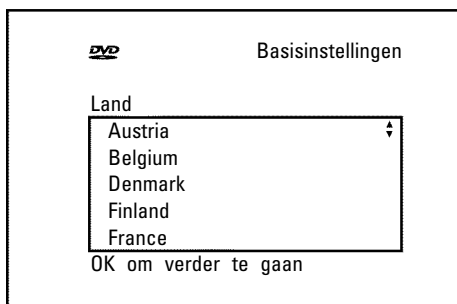 DVD
Basisinstellingen
Land
Austria
Belgium
Denmark
Finland
France
OK om verder te gaan